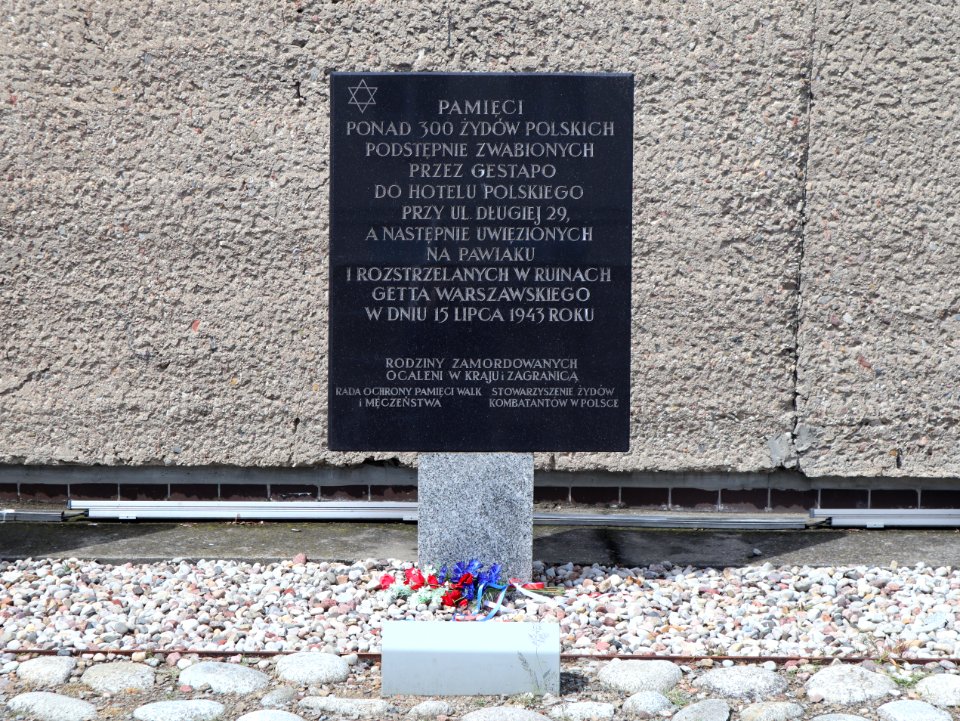 PAMIĘCI
PONAD 300 ŻYDÓW POLSKICH
PODSTĘPNIE ZWABIONYCH
PRZEZ GESTAPO
DO HOTELU POLSKIEGO
PRZY UL. DŁUGIEJ 29,
A NASTĘPNIE UWIĘZIONYCH
NA PAWIAKU
I ROZSTRZELANYCH W RUINACH
GETTA WARSZAWSKIEGO
W DNIU 15 LIPCA 1943 ROKU
RODZINY ZAMORDOWANYCH
OCALENI W KRAJU I ZAGRANICĄ
RADA OCHRONY PAMIĘCI WALK
I MĘCZEŃSTWA
STOWARZYSZENIE ŻYDÓW
KOMBATANTÓW W POLSCE